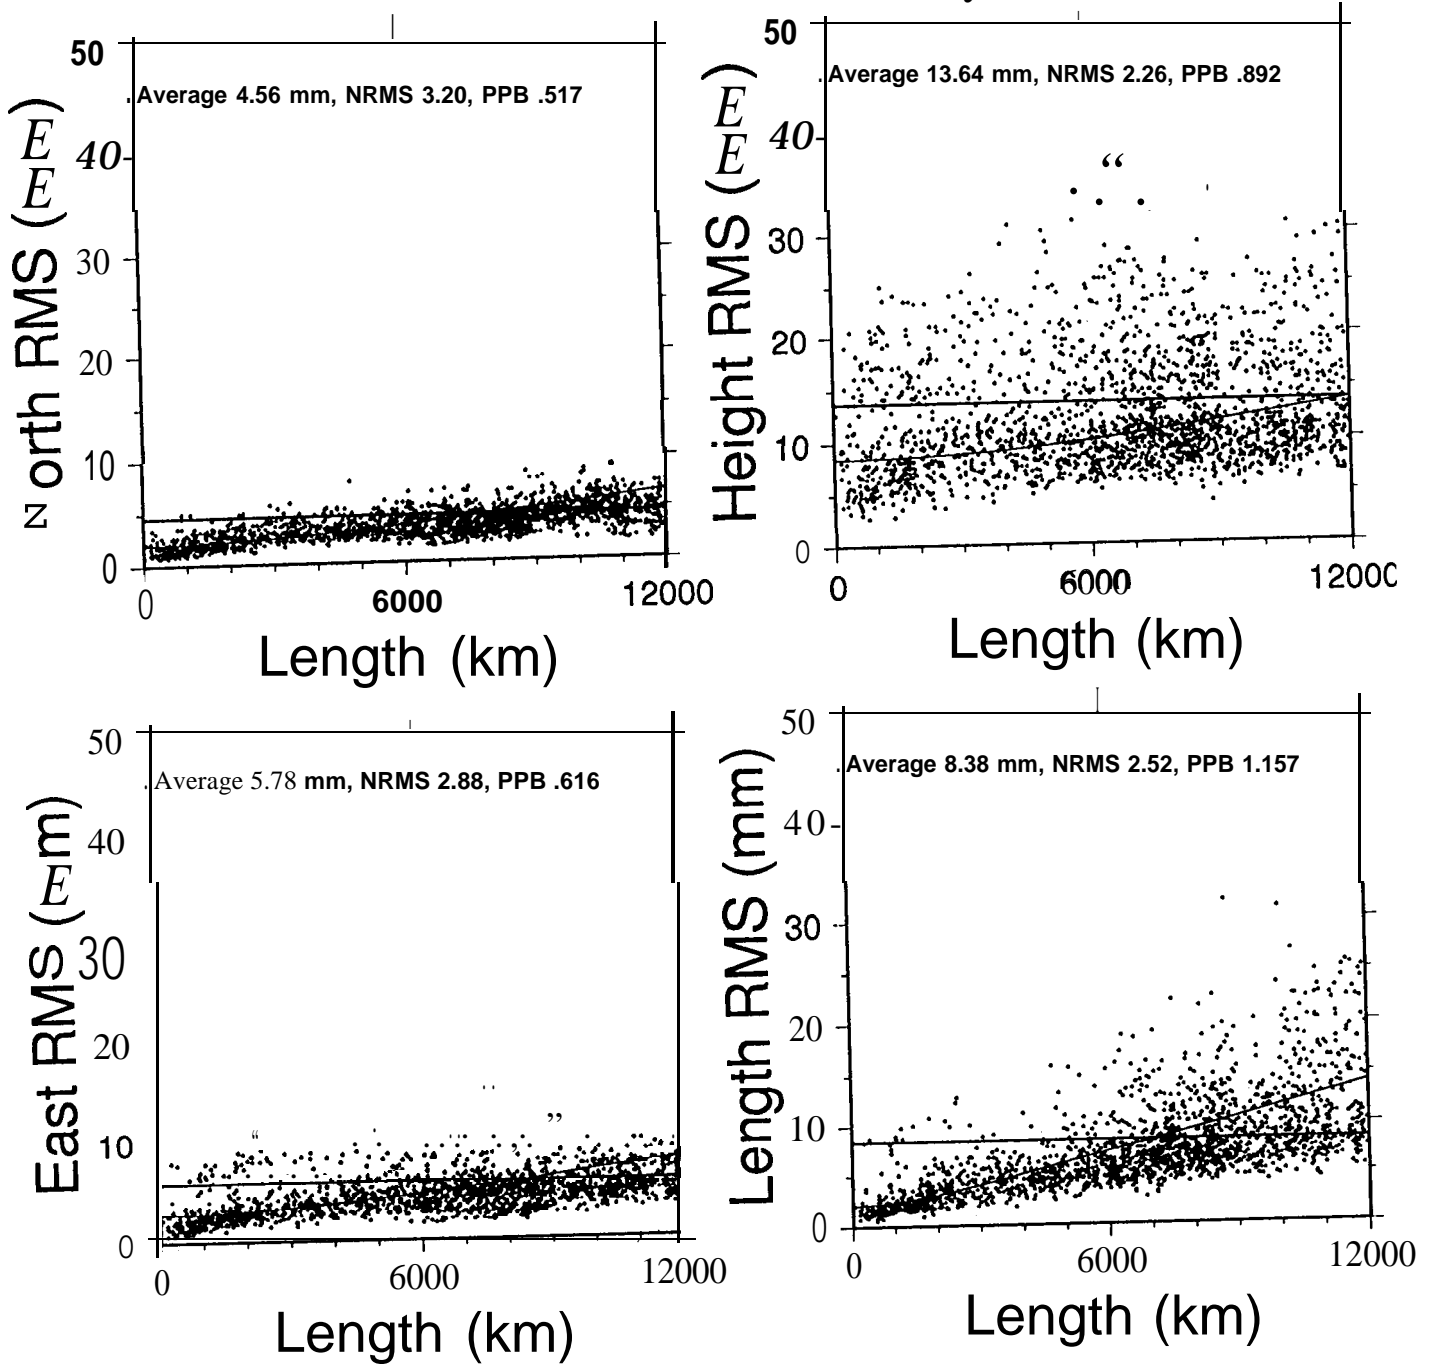 50
Average 4.56 mm, NRMS 3.20, PPB .517
40
30
20
10
0
z orth RMS (E E)
0 6000 12000
Length (km)
50
Average 13.64 mm, NRMS 2.26, PPB .892
40
30
20
10
0
Height RMS (E E)
0 6000 12000
Length (km)
50
Average 5.78 mm, NRMS 2.88, PPB .616
40
30
20
10
0
East RMS (E m)
0 6000 12000
Length (km)
50
Average 8.38 mm, NRMS 2.52, PPB 1.157
40
30
20
10
0
Length RMS (mm)
0 6000 12000
Length (km)